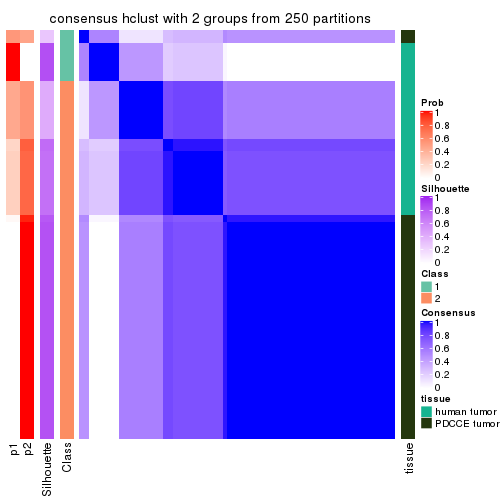 consensus hclust with 2 groups from 250 partitions
Prob
1
0.8
0.6
0.4
0.2
0
Silhouette
1
0.8
0.6
0.4
0.2
0
Class
1
2
Consensus
1
0.8
0.6
0.4
0.2
0
tissue
human tumor
PDCCE tumor
p1
p2
Silhouette
Class
tissue